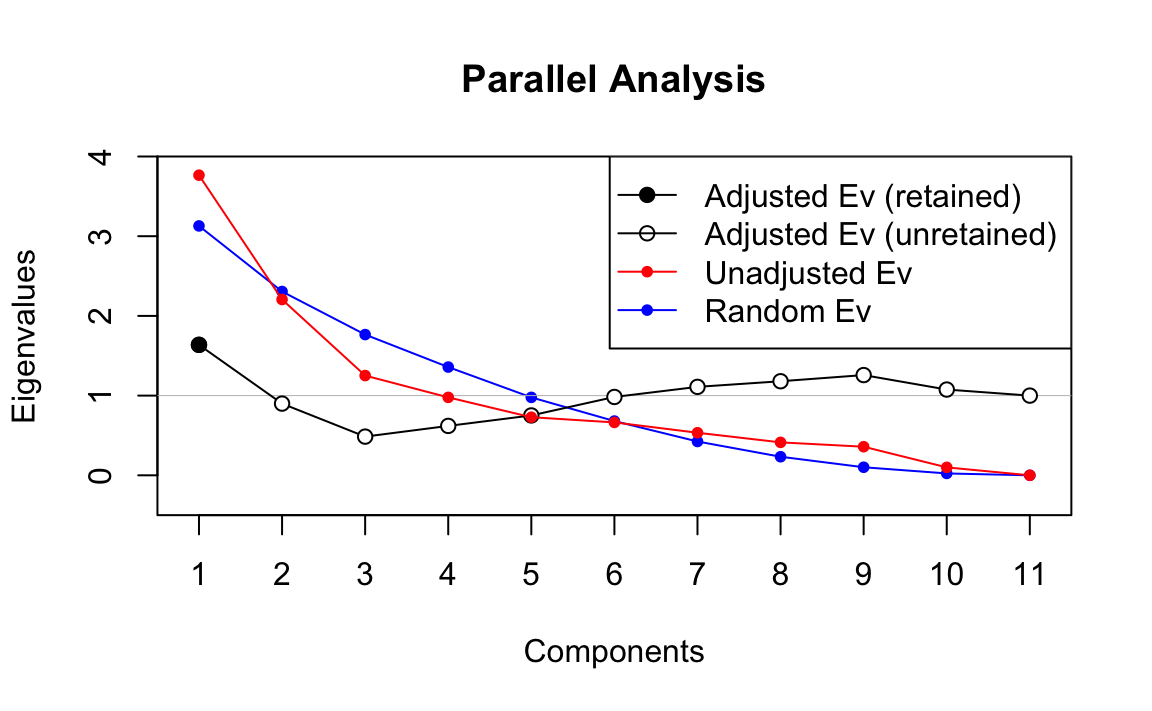 Parallel Analysis
Eigenvalues
4
3
2
1
0
Adjusted Ev (retained)
Adjusted Ev (unretained)
Unadjusted Ev
Random Ev
1 2 3 4 5 6 7 8 9 10 11
Components